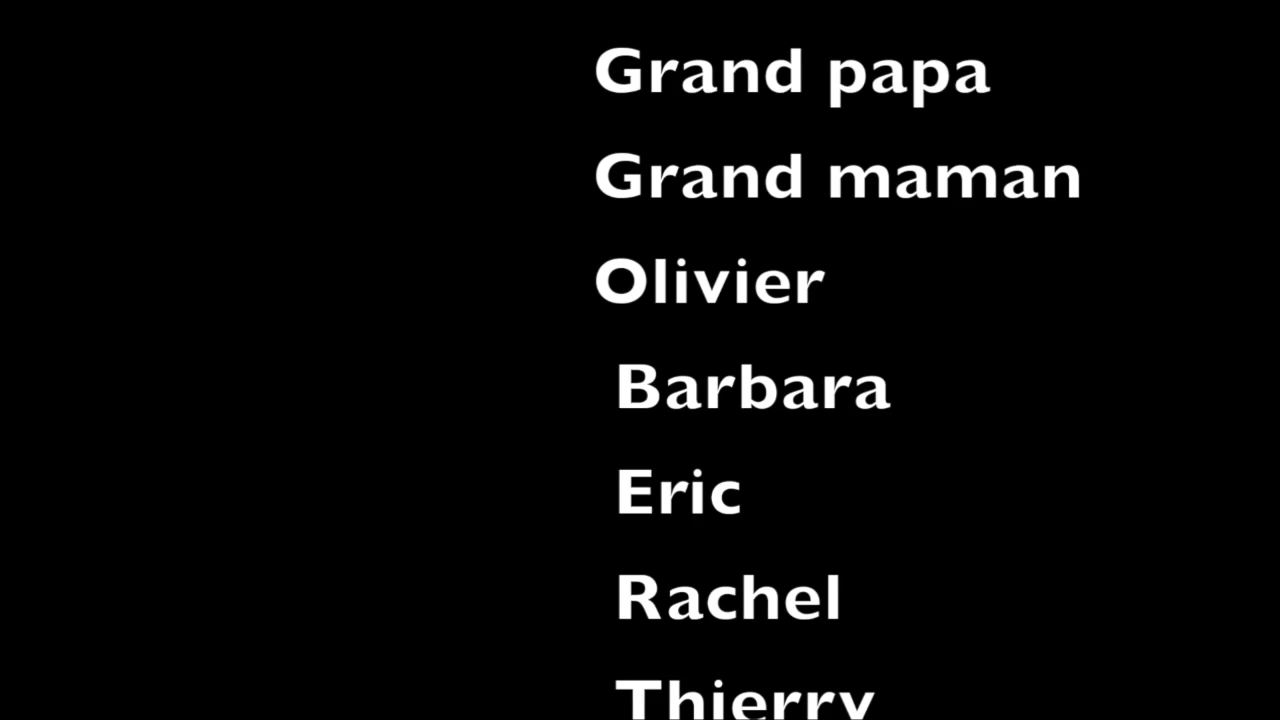 Grand papa
Grand maman
Olivier
Barbara
Eric
Rachel
Thierry